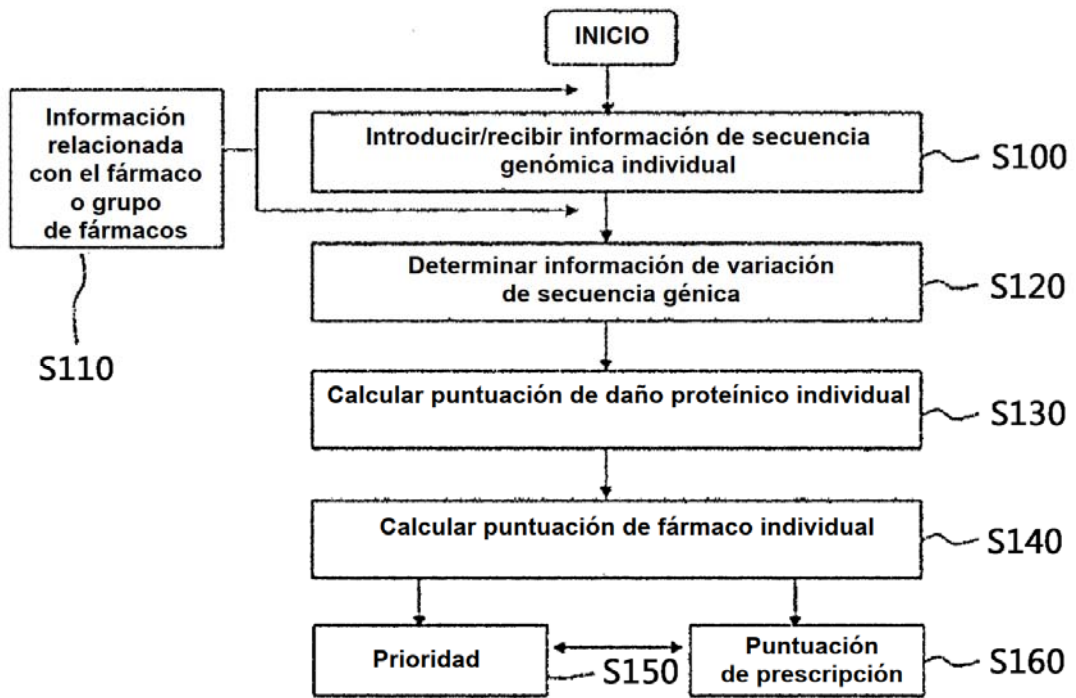 INICIO
Información
relacionada
con el fármaco
o grupo
de fármacos
S110
Introducir/recibir información de secuencia
genómica individual
S100
Determinar información de variación
de secuencia génica
S120
Calcular puntuación de daño proteínico individual
S130
Calcular puntuación de fármaco individual
S140
Prioridad
S150
Puntuación
de prescripción
S160